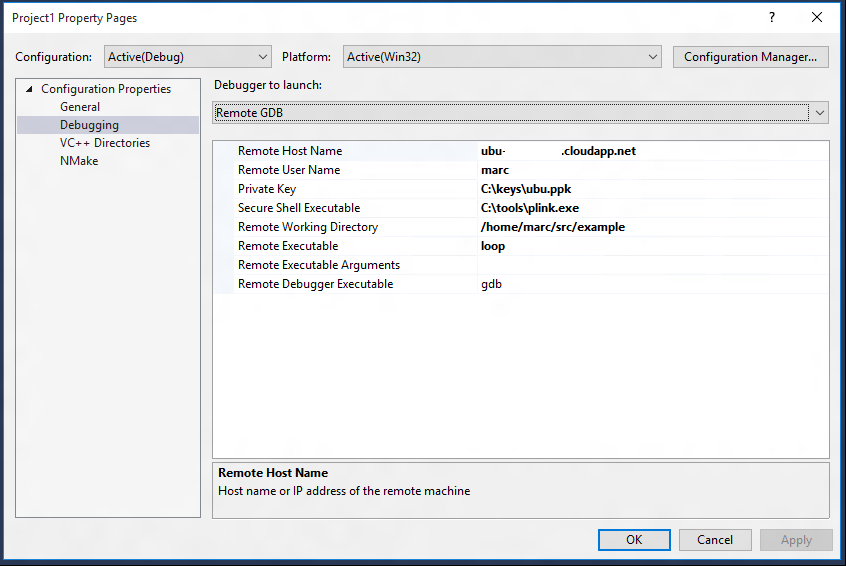 Project1 Property Pages
Configuration: Active(Debug) Platform: Active(Win32) Configuration Manager...
Configuration Properties
General
Debugging
VC++ Directories
NMake
Debugger to launch:
Remote GDB
Remote Host Name ubu- .cloudapp.net
Remote User Name marc
Private Key C:\keys\ubu.ppk
Secure Shell Executable C:\tools\plink.exe
Remote Working Directory /home/marc/src/example
Remote Executable loop
Remote Executable Arguments
Remote Debugger Executable gdb
Remote Host Name
Host name or IP address of the remote machine
OK Cancel Apply